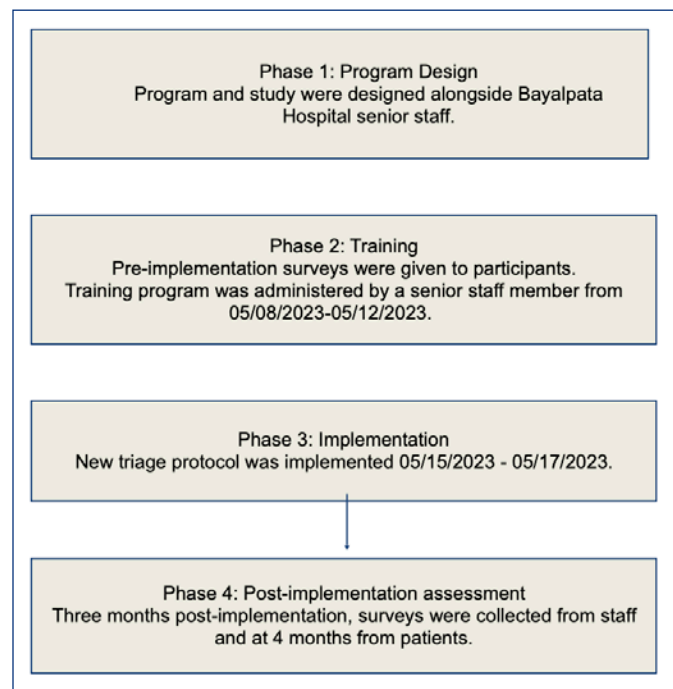 Phase 1: Program Design
Program and study were designed alongside Bayalpata
Hospital senior staff.
Phase 2: Training
Pre-implementation surveys were given to participants.
Training program was administered by a senior staff member from
05/08/2023-05/12/2023.
Phase 3: Implementation
New triage protocol was implemented 05/15/2023 - 05/17/2023.
Phase 4: Post-implementation assessment
Three months post-implementation, surveys were collected from staff
and at 4 months from patients.